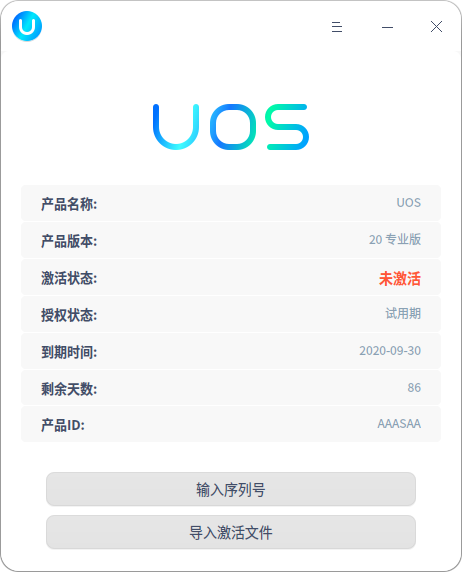 UOS
产品名称: UOS
产品版本: 20 专业版
激活状态: 未激活
授权状态: 试用期
到期时间: 2020-09-30
剩余天数: 86
产品ID: AAASAA
输入序列号
导入激活文件